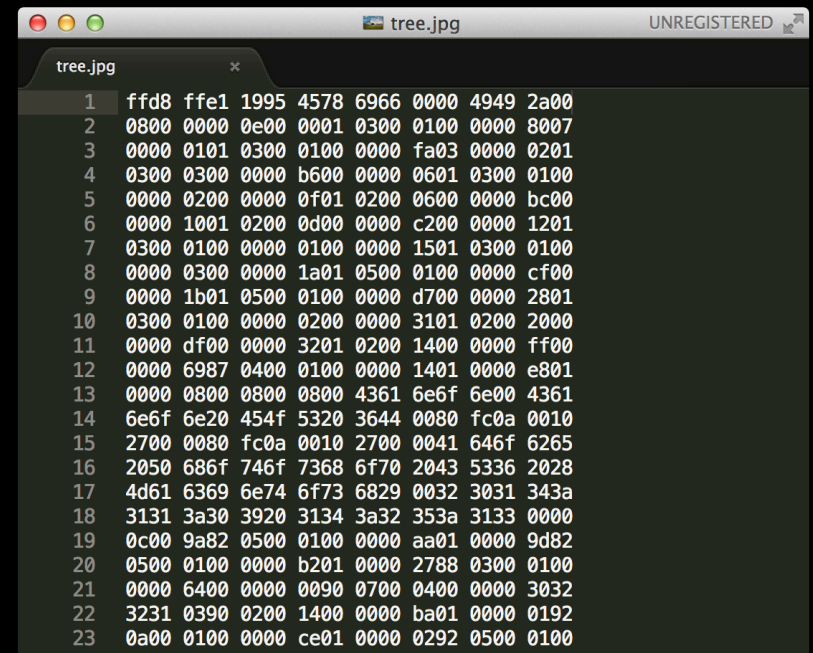 tree.jpg
UNREGISTERED
tree.jpg ×
1 ffd8 ffe1 1995 4578 6966 0000 4949 2a00
2 0800 0000 0e00 0001 0300 0100 0000 8007
3 0000 0101 0300 0100 0000 fa03 0000 0201
4 0300 0300 0000 b600 0000 0601 0300 0100
5 0000 0200 0000 0f01 0200 0600 0000 bc00
6 0000 1001 0200 0d00 0000 c200 0000 1201
7 0300 0100 0000 0100 0000 1501 0300 0100
8 0000 0300 0000 1a01 0500 0100 0000 cf00
9 0000 1b01 0500 0100 0000 d700 0000 2801
10 0300 0100 0000 0200 0000 3101 0200 2000
11 0000 df00 0000 3201 0200 1400 0000 ff00
12 0000 6987 0400 0100 0000 1401 0000 e801
13 0000 0800 0800 0800 4361 6e6f 6e00 4361
14 6e6f 6e20 454f 5320 3644 0080 fc0a 0010
15 2700 0080 fc0a 0010 2700 0041 646f 6265
16 2050 686f 746f 7368 6f70 2043 5336 2028
17 4d61 6369 6e74 6f73 6829 0032 3031 343a
18 3131 3a30 3920 3134 3a32 353a 3133 0000
19 0c00 9a82 0500 0100 0000 aa01 0000 9d82
20 0500 0100 0000 b201 0000 2788 0300 0100
21 0000 6400 0000 0090 0700 0400 0000 3032
22 3231 0390 0200 1400 0000 ba01 0000 0192
23 0a00 0100 0000 ce01 0000 0292 0500 0100